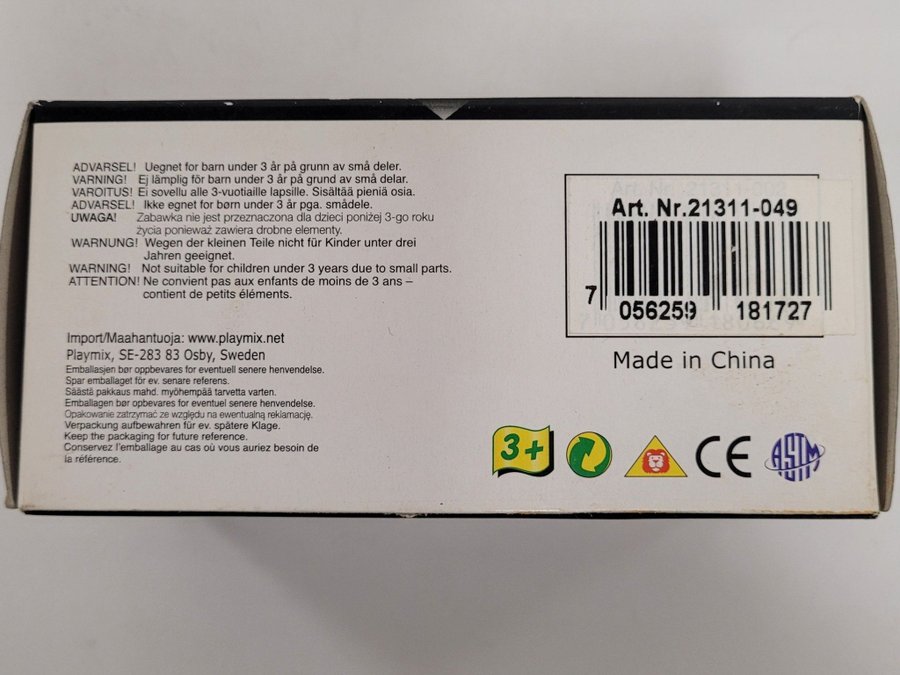 ADVARSEL! Uegnet for barn under 3 år på grunn av små deler.
VARNING! Ej lämplig för barn under 3 år på grund av små delar.
VAROITUS! Ei sovellu alle 3-vuotiaille lapsille. Sisältää pieniä osia.
ADVARSEL! Ikke egnet for børn under 3 år pga. smådele.
UWAGA! Zabawka nie jest przeznaczona dla dzieci poniżej 3-go roku
życia ponieważ zawiera drobne elementy.
WARNUNG! Wegen der kleinen Teile nicht für Kinder unter drei
Jahren geeignet.
WARNING! Not suitable for children under 3 years due to small parts.
ATTENTION! Ne convient pas aux enfants de moins de 3 ans –
contient de petits éléments.
Import/Maahantuoja: www.playmix.net
Playmix, SE-283 83 Osby, Sweden
Emballasjen bør oppbevares for eventuell senere henvendelse.
Spar emballaget för ev. senare referens.
Säästä pakkaus mahd. myöhempää tarvetta varten.
Emballagen bør opbevares for eventuel senere henvendelse.
Opakowanie zatrzymać ze względu na ewentualną reklamację.
Verpackung aufbewahren für ev. spätere Klage.
Keep the packaging for future reference.
Conservez l'emballage au cas où vous auriez besoin de
la référence.
Art. Nr.21311-049
7 056259 181727
Made in China
3+
CE
ASTM